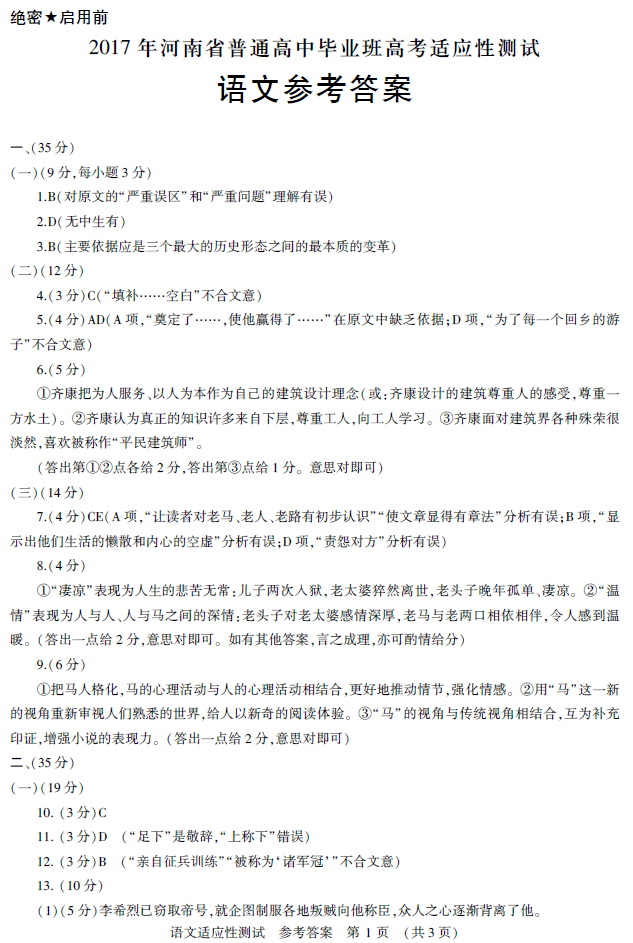 绝密★启用前
2017 年河南省普通高中毕业班高考适应性测试
语文参考答案
一、(35 分)
(一)(9 分,每小题 3 分)
1.B(对原文的“严重误区”和“严重问题”理解有误)
2.D(无中生有)
3.B(主要依据应是三个最大的历史形态之间的最本质的变革)
(二)(12 分)
4.(3 分)C(“填补……空白”不合文意)
5.(4 分)AD(A 项,“奠定了……,使他赢得了……”在原文中缺乏依据;D 项,“为了每一个回乡的游
子”不合文意)
6.(5 分)
①齐康把为人服务、以人为本作为自己的建筑设计理念(或:齐康设计的建筑尊重人的感受,尊重一
方水土)。②齐康认为真正的知识许多来自下层,尊重工人,向工人学习。③齐康面对建筑界各种殊荣很
淡然,喜欢被称作“平民建筑师”。
(答出第①②点各给 2 分,答出第③点给 1 分。意思对即可)
(三)(14 分)
7.(4 分)CE(A 项,“让读者对老马、老人、老路有初步认识”“使文章显得有章法”分析有误;B 项,“显
示出他们生活的懒散和内心的空虚”分析有误;D 项,“责怨对方”分析有误)
8.(4 分)
①“凄凉”表现为人生的悲苦无常:儿子两次入狱,老太婆猝然离世,老头子晚年孤单、凄凉。②“温
情”表现为人与人、人与马之间的深情:老头子对老太婆感情深厚,老马与老两口相依相伴,令人感到温
暖。(答出一点给 2 分,意思对即可。如有其他答案,言之成理,亦可酌情给分)
9.(6 分)
①把马人格化,马的心理活动与人的心理活动相结合,更好地推动情节,强化情感。②用“马”这一新
的视角重新审视人们熟悉的世界,给人以新奇的阅读体验。③“马”的视角与传统视角相结合,互为补充
印证,增强小说的表现力。(答出一点给 2 分,意思对即可)
二、(35 分)
(一)(19 分)
10. (3 分)C
11. (3 分)D (“足下”是敬辞,“上称下”错误)
12. (3 分)B (“亲自征兵训练”“被称为‘诸军冠’”不合文意)
13. (10 分)
(1)(5 分)李希烈已窃取帝号,就企图制服各地叛贼向他称臣,众人之心逐渐背离了他。
语文适应性测试 参考答案 第 1 页 (共 3 页)